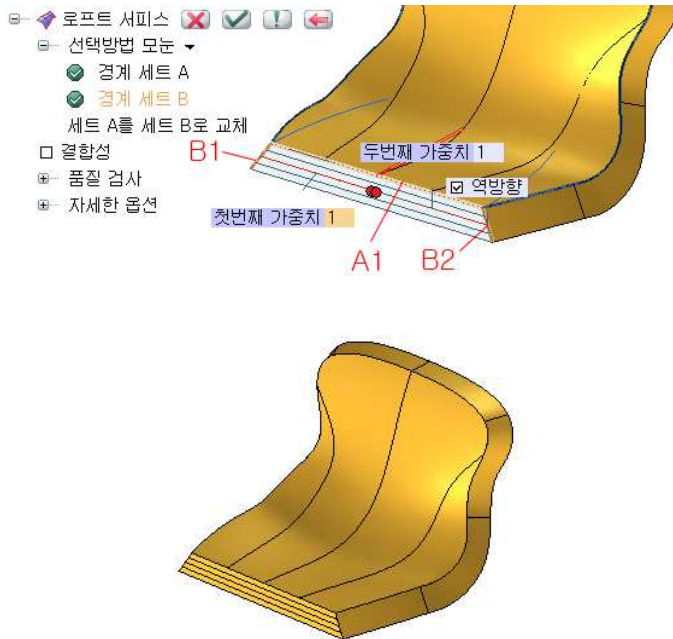 로프트 서피스
선택방법 모눈
경계 세트 A
경계 세트 B
세트 A를 세트 B로 교체
결합성
품질 검사
자세한 옵션
B1
두번째 가중치 1
역방향
첫번째 가중치 1
A1
B2